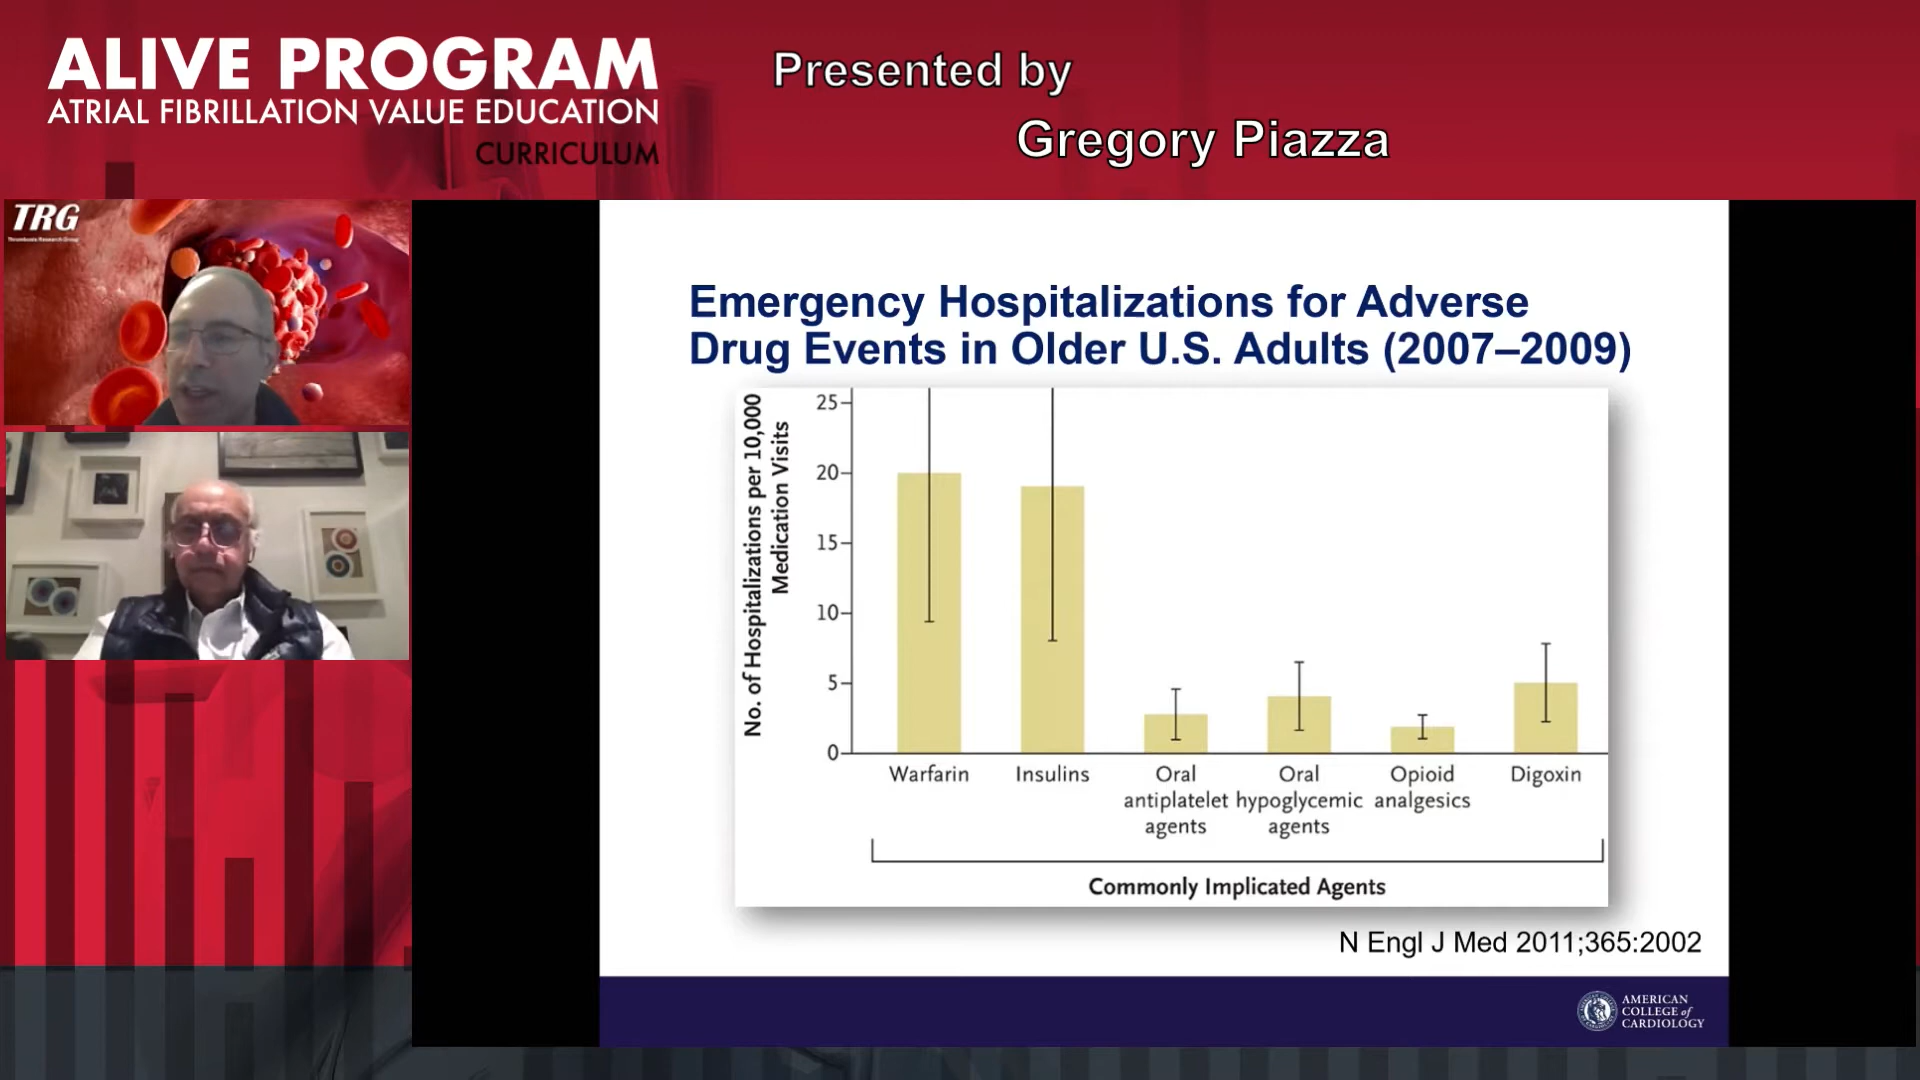 ALIVE PROGRAM
ATRIAL FIBRILLATION VALUE EDUCATION
CURRICULUM
Presented by
Gregory Piazza
TRG
Thrombosis Research Group
Emergency Hospitalizations for Adverse
Drug Events in Older U.S. Adults (2007–2009)
No. of Hospitalizations per 10,000
Medication Visits
25
20
15
10
5
0
Warfarin
Insulins
Oral
antiplatelet
agents
Oral
hypoglycemic
agents
Opioid
analgesics
Digoxin
Commonly Implicated Agents
N Engl J Med 2011;365:2002
AMERICAN
COLLEGE of
CARDIOLOGY